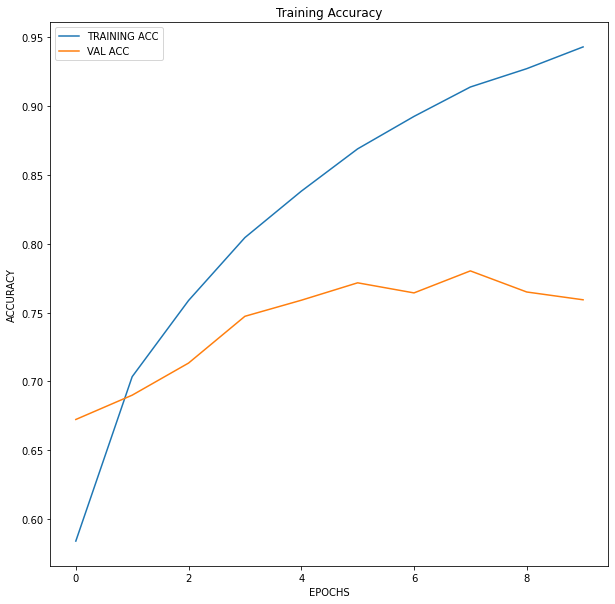 Training Accuracy
TRAINING ACC
VAL ACC
0.95
0.90
0.85
0.80
0.75
0.70
0.65
0.60
ACCURACY
0 2 4 6 8
EPOCHS